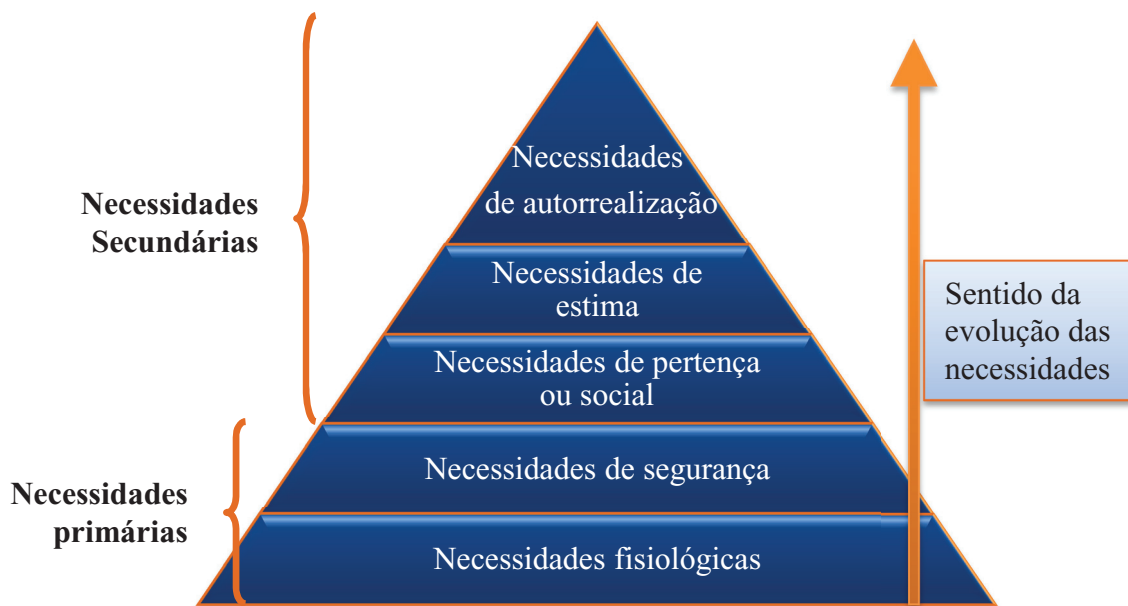 Necessidades
de autorrealização
Necessidades
Secundárias
Necessidades de
estima
Sentido da
evolução das
necessidades
Necessidades de pertença
ou social
Necessidades de segurança
Necessidades
primárias
Necessidades fisiológicas